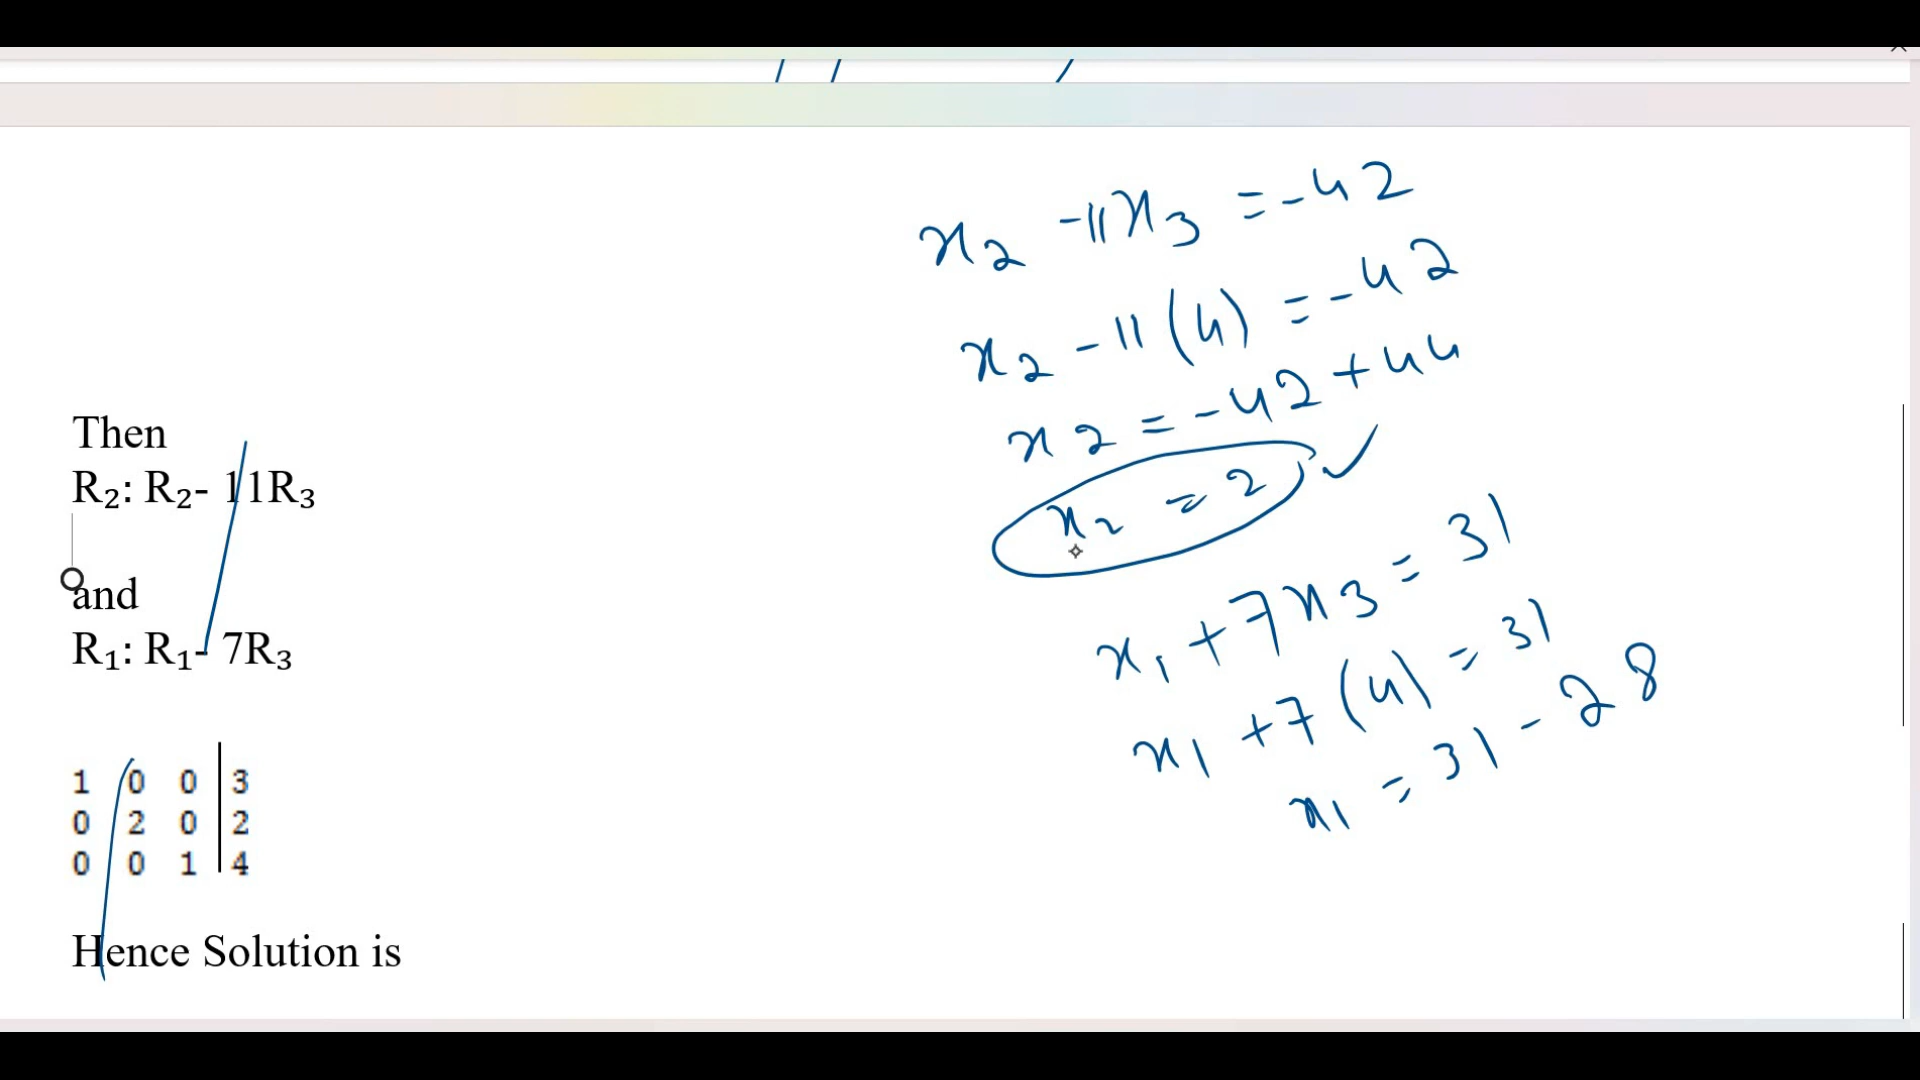 x₂ -11x₃ = -42
x₂ - 11(4) = -42
x₂ = -42 + 44
x₂ = 2 ✓
x₁ + 7x₃ = 31
x₁ + 7(4) = 31
x₁ = 31 - 28
Then
R₂: R₂- 11R₃
and
R₁: R₁- 7R₃
1 0 0 | 3
0 2 0 | 2
0 0 1 | 4
Hence Solution is